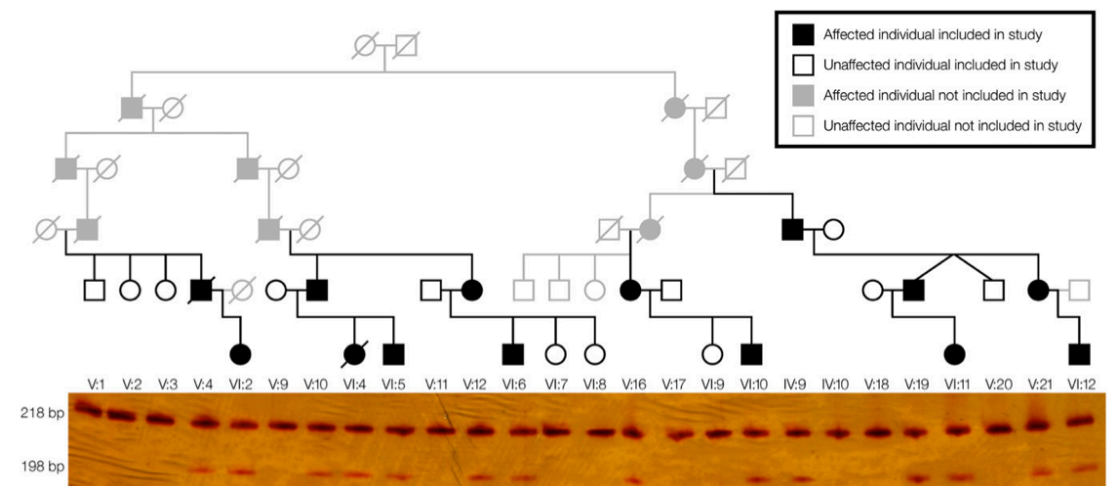 Affected individual included in study
Unaffected individual included in study
Affected individual not included in study
Unaffected individual not included in study
V:1 V:2 V:3 V:4 VI:2 V:9 V:10 VI:4 VI:5 V:11 V:12 VI:6 VI:7 VI:8 V:16 V:17 VI:9 VI:10 IV:9 IV:10 V:18 V:19 VI:11 V:20 V:21 VI:12
218 bp
198 bp